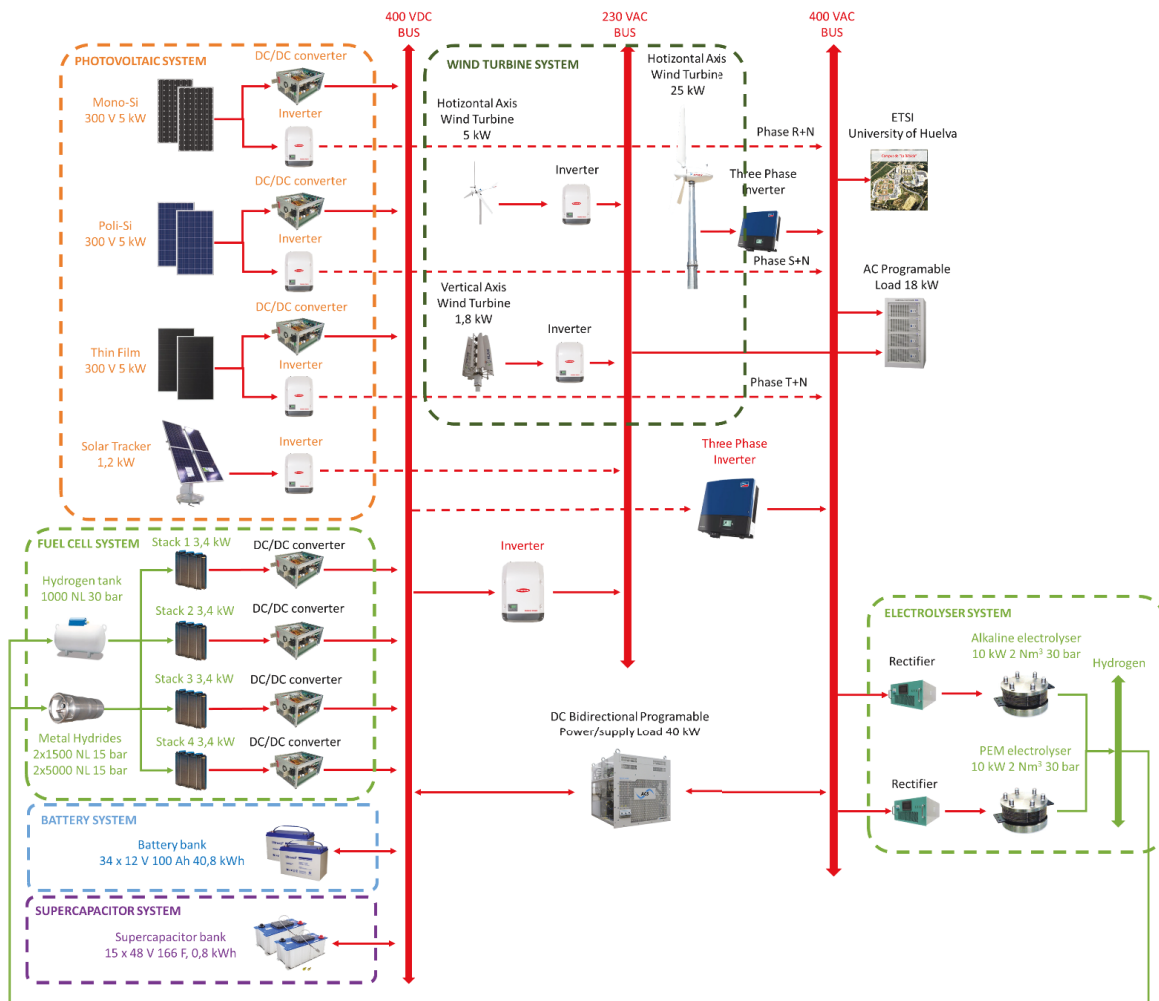 400 VDC
BUS
230 VAC
BUS
400 VAC
BUS
PHOTOVOLTAIC SYSTEM
DC/DC converter
Mono-Si
300 V 5 kW
Inverter
DC/DC converter
Poli-Si
300 V 5 kW
Inverter
DC/DC converter
Thin Film
300 V 5 kW
Inverter
Solar Tracker
1,2 kW
Inverter
WIND TURBINE SYSTEM
Hotizontal Axis
Wind Turbine
25 kW
Hotizontal Axis
Wind Turbine
5 kW
Inverter
Phase R+N
Three Phase
Inverter
Phase S+N
Vertical Axis
Wind Turbine
1,8 kW
Inverter
Phase T+N
ETSI
University of Huelva
AC Programable
Load 18 kW
Three Phase
Inverter
Inverter
FUEL CELL SYSTEM
Stack 1 3,4 kW
DC/DC converter
Hydrogen tank
1000 NL 30 bar
Stack 2 3,4 kW
DC/DC converter
Stack 3 3,4 kW
DC/DC converter
Metal Hydrides
2x1500 NL 15 bar
2x5000 NL 15 bar
Stack 4 3,4 kW
DC/DC converter
DC Bidirectional Programable
Power/supply Load 40 kW
ELECTROLYSER SYSTEM
Alkaline electrolyser
10 kW 2 Nm³ 30 bar
Rectifier
Hydrogen
PEM electrolyser
10 kW 2 Nm³ 30 bar
Rectifier
BATTERY SYSTEM
Battery bank
34 x 12 V 100 Ah 40,8 kWh
SUPERCAPACITOR SYSTEM
Supercapacitor bank
15 x 48 V 166 F, 0,8 kWh